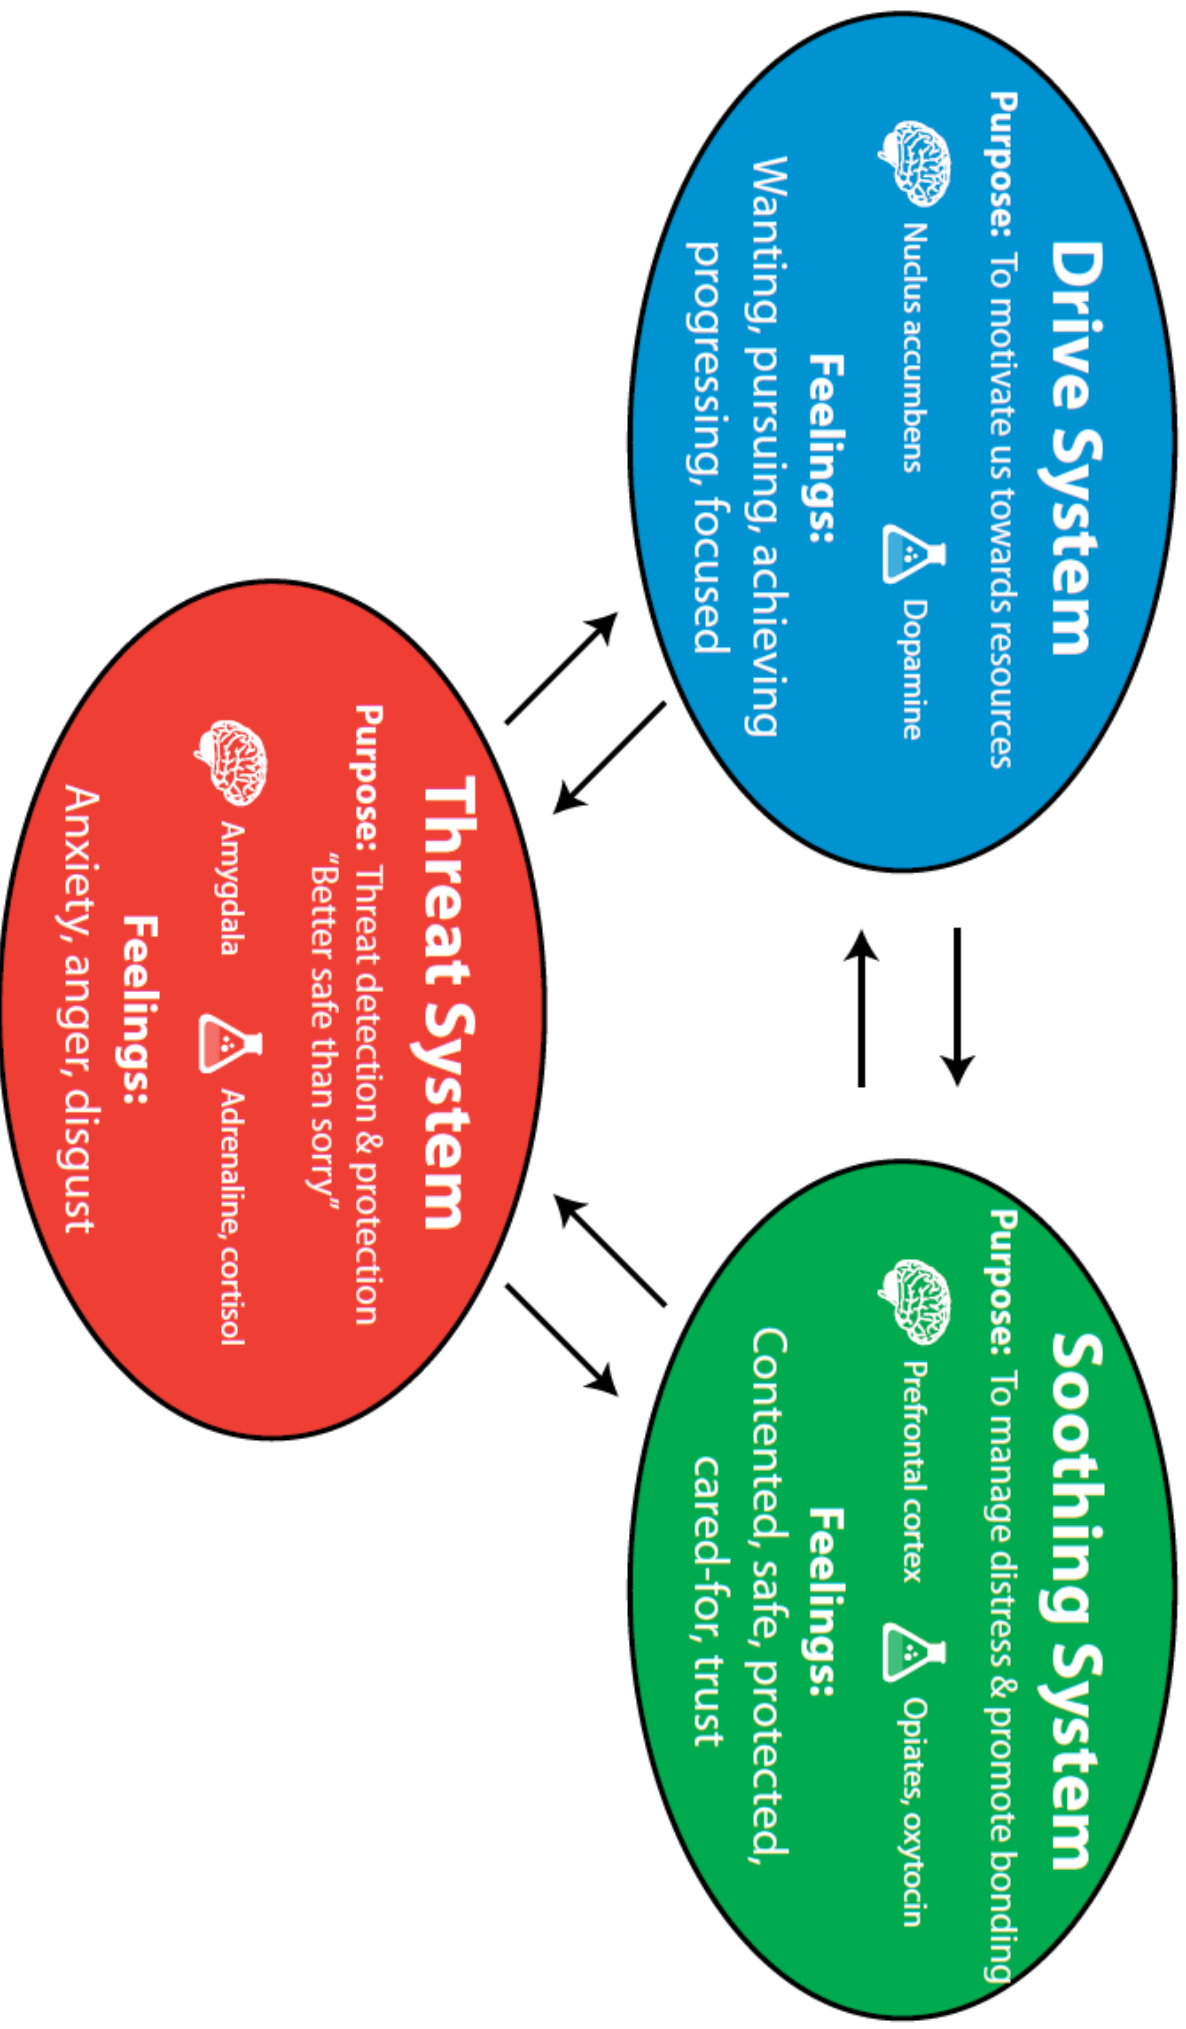 Drive System
Purpose: To motivate us towards resources
Nuclus accumbens Dopamine
Feelings:
Wanting, pursuing, achieving
progressing, focused
Soothing System
Purpose: To manage distress & promote bonding
Prefrontal cortex Opiates, oxytocin
Feelings:
Contented, safe, protected,
cared-for, trust
Threat System
Purpose: Threat detection & protection
“Better safe than sorry”
Amygdala Adrenaline, cortisol
Feelings:
Anxiety, anger, disgust